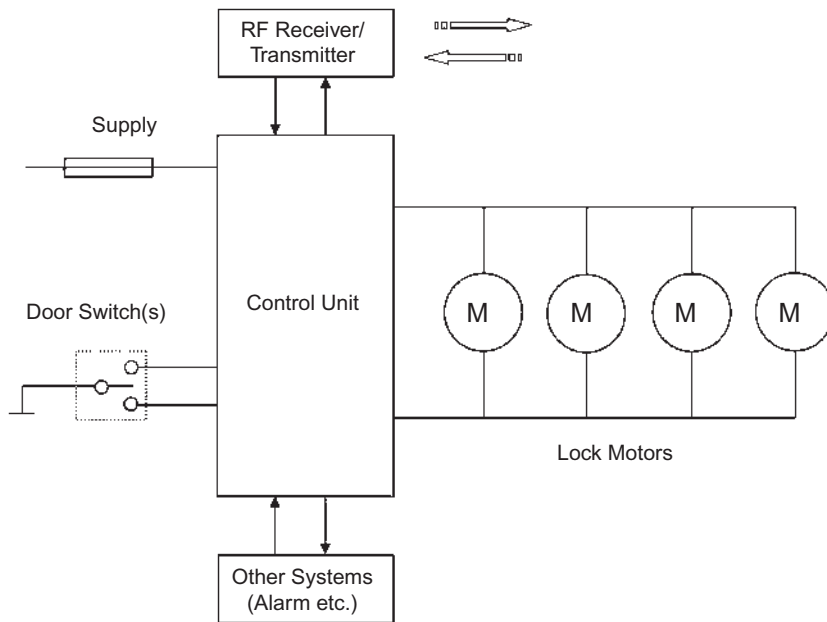 RF Receiver/
Transmitter
Supply
Control Unit
Door Switch(s)
M M M M
Lock Motors
Other Systems
(Alarm etc.)